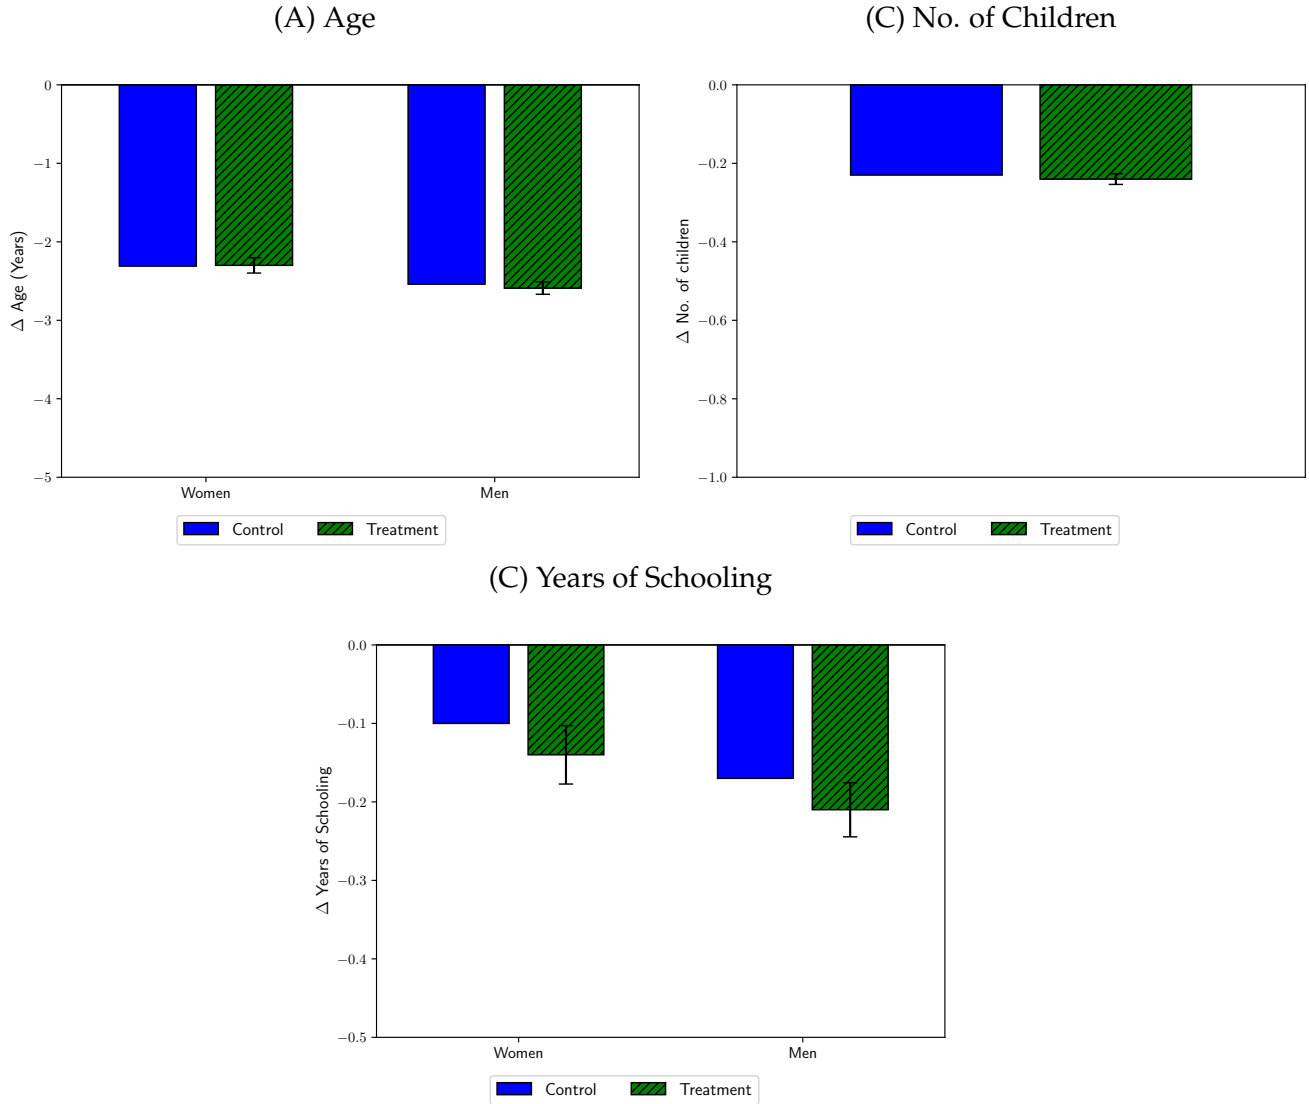 (A) Age
0
−1
−2
−3
−4
−5
Δ Age (Years)
Women Men
Control Treatment
(C) No. of Children
0.0
−0.2
−0.4
−0.6
−0.8
−1.0
Δ No. of children
Control Treatment
(C) Years of Schooling
0.0
−0.1
−0.2
−0.3
−0.4
−0.5
Δ Years of Schooling
Women Men
Control Treatment